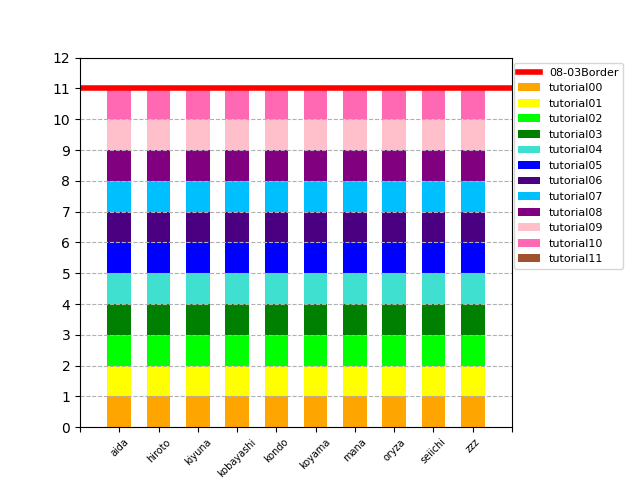 12
11
10
9
8
7
6
5
4
3
2
1
0
aida
hiroto
kiyuna
kobayashi
kondo
koyama
mana
oryza
seiichi
zzz
08-03Border
tutorial00
tutorial01
tutorial02
tutorial03
tutorial04
tutorial05
tutorial06
tutorial07
tutorial08
tutorial09
tutorial10
tutorial11